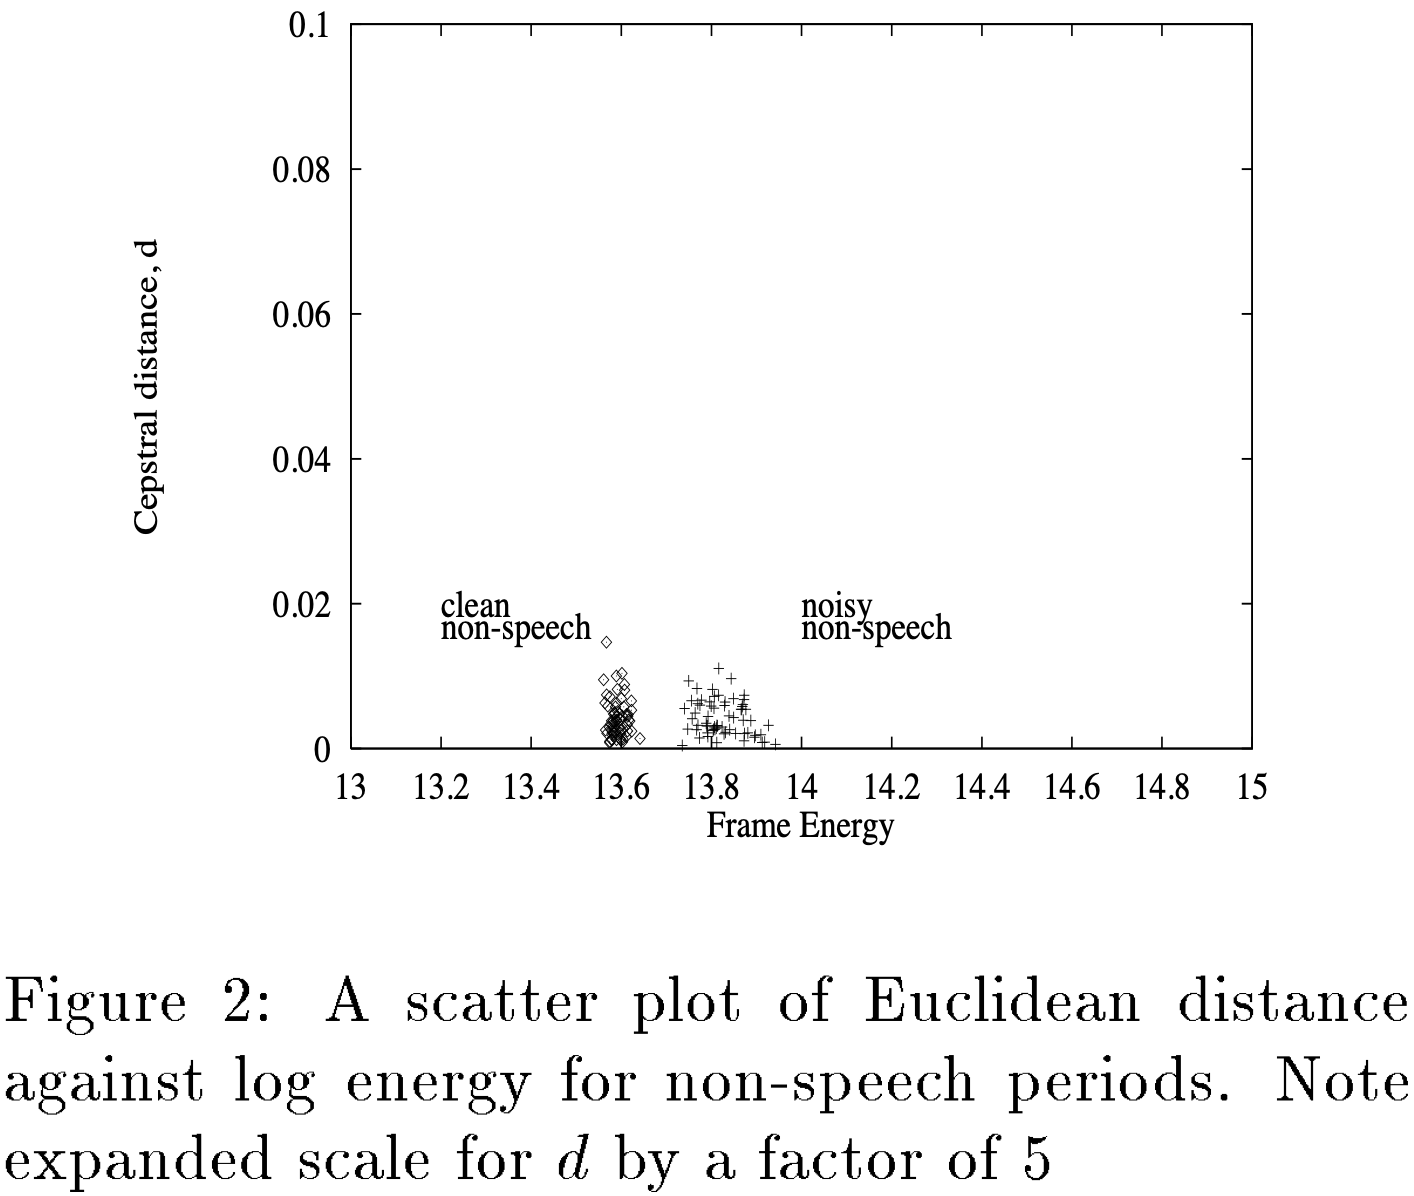 0.1
0.08
0.06
0.04
0.02
0
Cepstral distance, d
clean
non-speech
noisy
non-speech
13 13.2 13.4 13.6 13.8 14 14.2 14.4 14.6 14.8 15
Frame Energy
Figure 2: A scatter plot of Euclidean distance
against log energy for non-speech periods. Note
expanded scale for d by a factor of 5